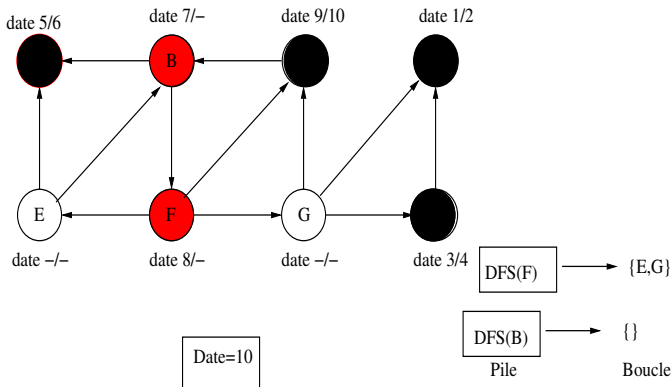 date 5/6
date 7/−
date 9/10
date 1/2
B
E
F
G
date −/−
date 8/−
date −/−
date 3/4
DFS(F)
{E,G}
DFS(B)
{}
Pile
Boucle
Date=10